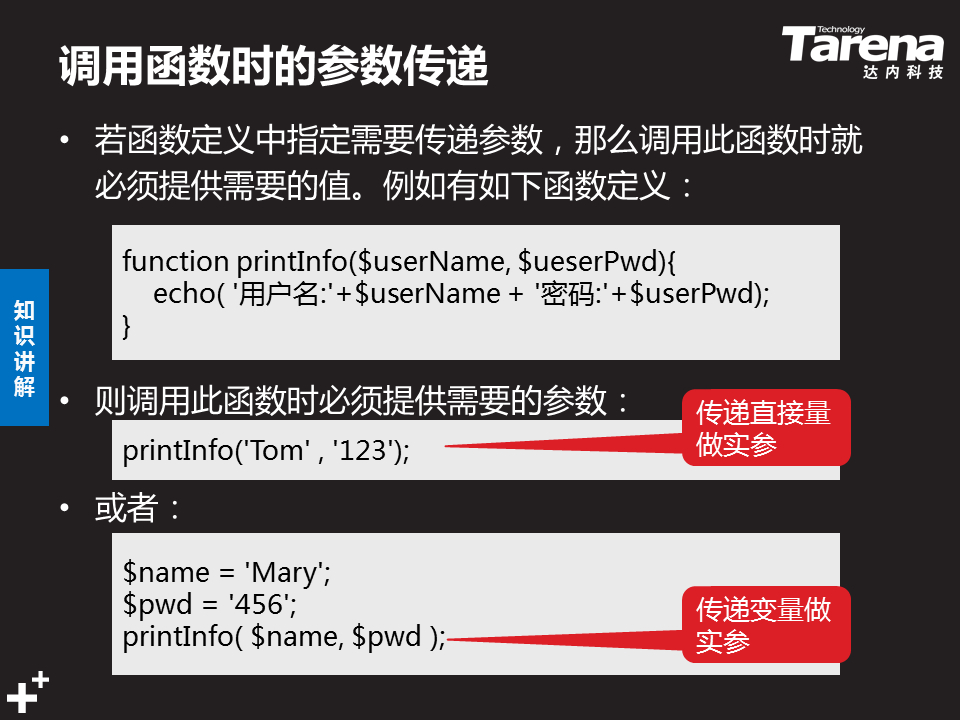 调用函数时的参数传递
Technology
Tarena
达内科技
• 若函数定义中指定需要传递参数，那么调用此函数时就
必须提供需要的值。例如有如下函数定义：
function printInfo($userName, $ueserPwd){
echo( '用户名:'+$userName + '密码:'+$userPwd);
}
知识讲解
• 则调用此函数时必须提供需要的参数：
printInfo('Tom' , '123');
传递直接量
做实参
• 或者：
$name = 'Mary';
$pwd = '456';
printInfo( $name, $pwd );
传递变量做
实参